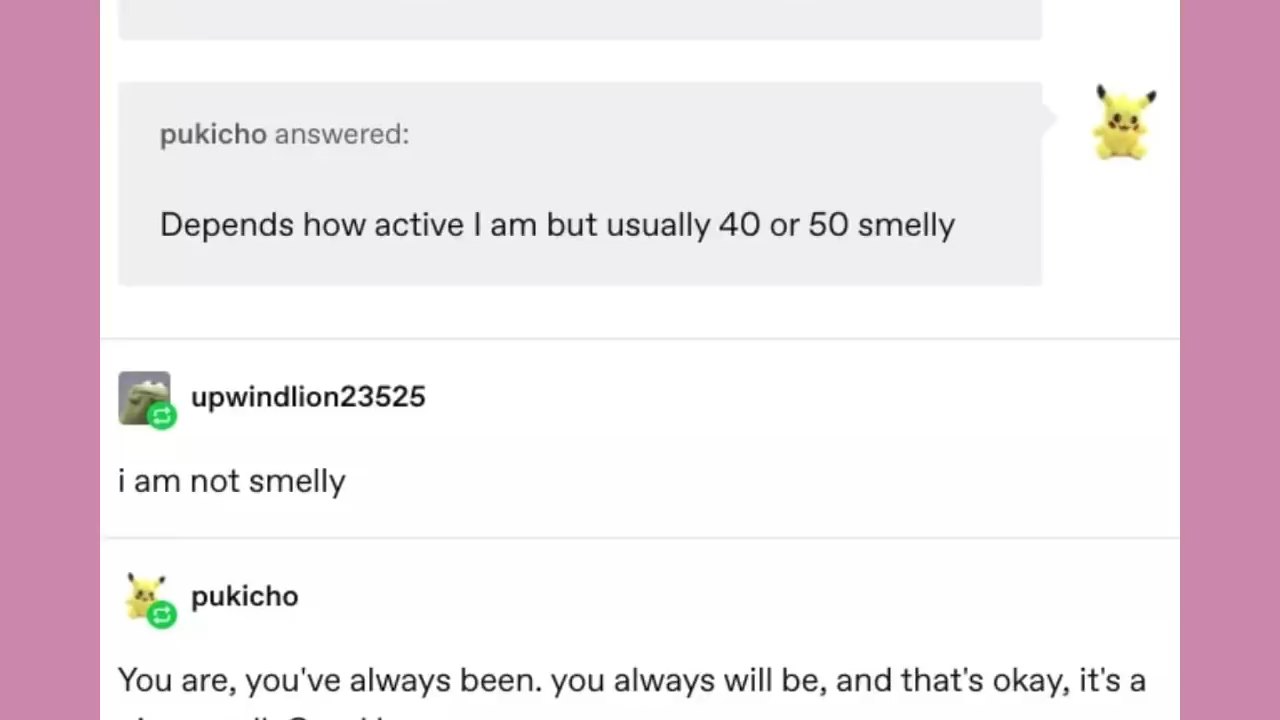 pukicho answered:
Depends how active I am but usually 40 or 50 smelly
upwindlion23525
i am not smelly
pukicho
You are, you've always been. you always will be, and that's okay, it's a